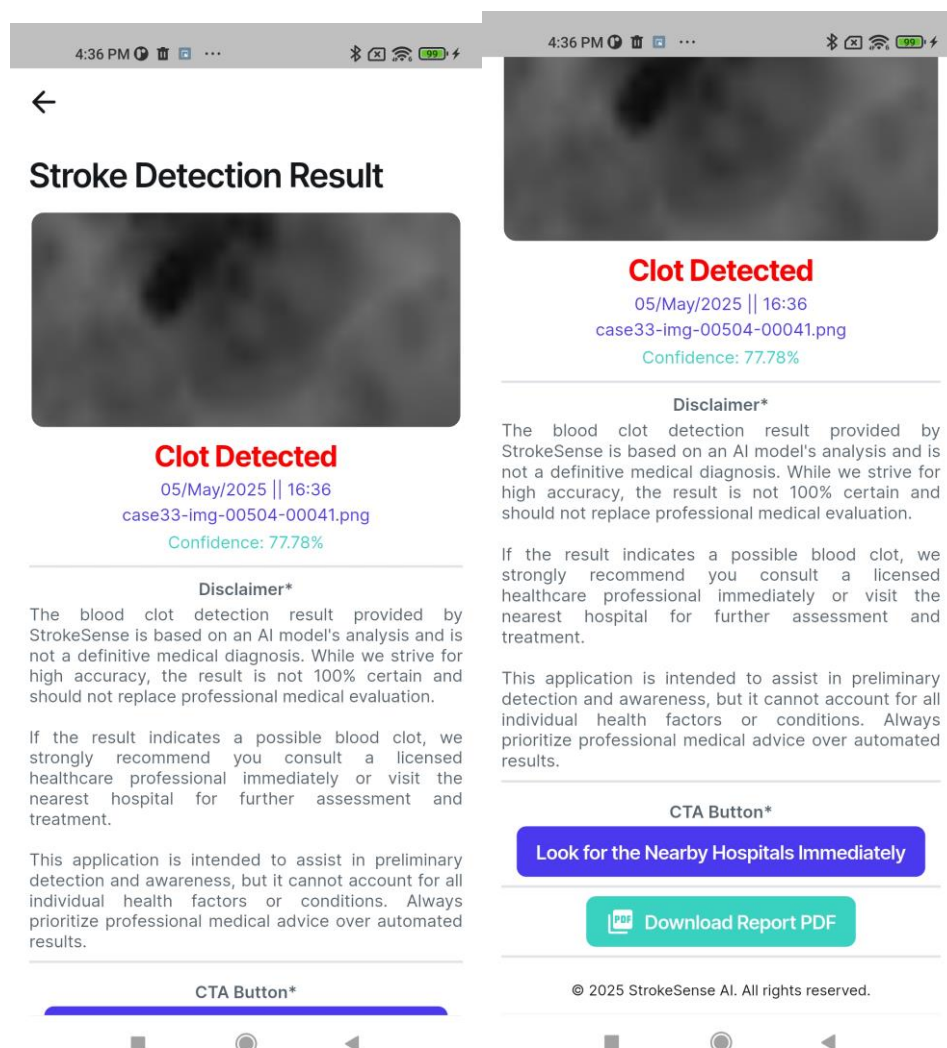 4:36 PM
99
Stroke Detection Result
Clot Detected
05/May/2025 || 16:36
case33-img-00504-00041.png
Confidence: 77.78%
Disclaimer*
The blood clot detection result provided by
StrokeSense is based on an AI model's analysis and is
not a definitive medical diagnosis. While we strive for
high accuracy, the result is not 100% certain and
should not replace professional medical evaluation.
If the result indicates a possible blood clot, we
strongly recommend you consult a licensed
healthcare professional immediately or visit the
nearest hospital for further assessment and
treatment.
This application is intended to assist in preliminary
detection and awareness, but it cannot account for all
individual health factors or conditions. Always
prioritize professional medical advice over automated
results.
CTA Button*
4:36 PM
99
Clot Detected
05/May/2025 || 16:36
case33-img-00504-00041.png
Confidence: 77.78%
Disclaimer*
The blood clot detection result provided by
StrokeSense is based on an AI model's analysis and is
not a definitive medical diagnosis. While we strive for
high accuracy, the result is not 100% certain and
should not replace professional medical evaluation.
If the result indicates a possible blood clot, we
strongly recommend you consult a licensed
healthcare professional immediately or visit the
nearest hospital for further assessment and
treatment.
This application is intended to assist in preliminary
detection and awareness, but it cannot account for all
individual health factors or conditions. Always
prioritize professional medical advice over automated
results.
CTA Button*
Look for the Nearby Hospitals Immediately
PDF Download Report PDF
© 2025 StrokeSense AI. All rights reserved.